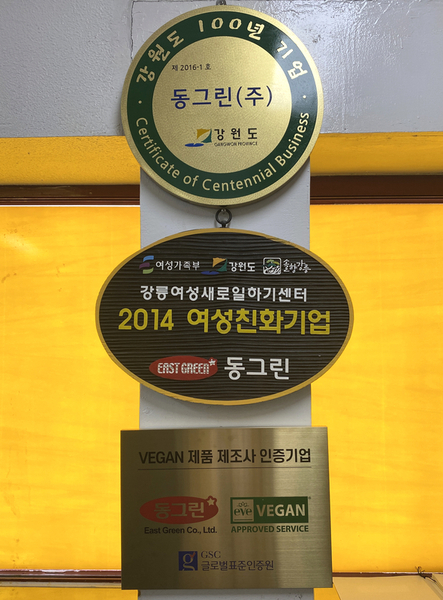 강원도 100년 기업
제 2016-1 호
동그린(주)
강원도
GANGWON PROVINCE
Certificate of Centennial Business
여성가족부 강원도 솔향강릉
강릉여성새로일하기센터
2014 여성친화기업
EAST GREEN 동그린
VEGAN 제품 제조사 인증기업
동그린 eve VEGAN
East Green Co., Ltd. APPROVED SERVICE
GSC
g 글로벌표준인증원